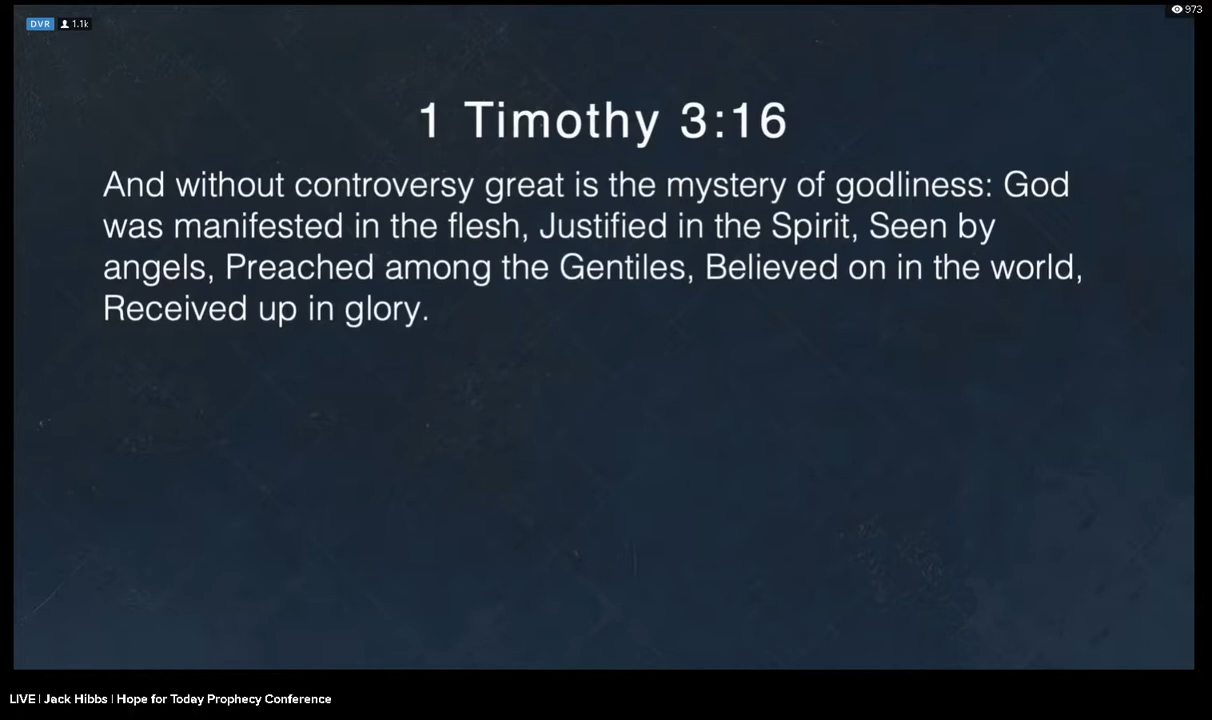 DVR 1.1k
973
1 Timothy 3:16
And without controversy great is the mystery of godliness: God
was manifested in the flesh, Justified in the Spirit, Seen by
angels, Preached among the Gentiles, Believed on in the world,
Received up in glory.
LIVE | Jack Hibbs | Hope for Today Prophecy Conference